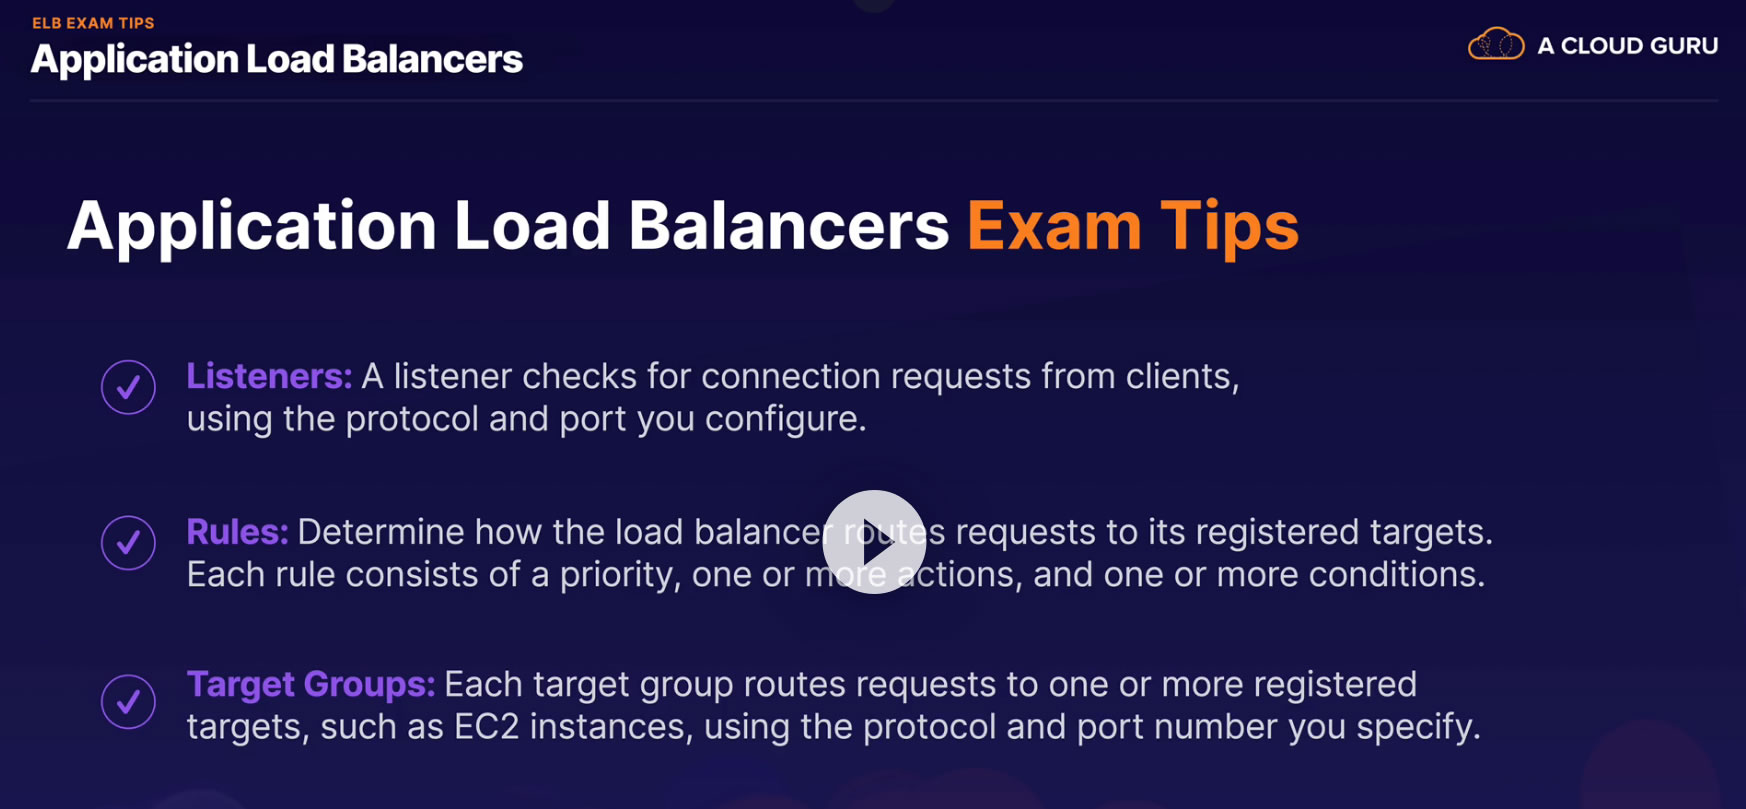 ELB EXAM TIPS
Application Load Balancers
A CLOUD GURU
Application Load Balancers Exam Tips
Listeners: A listener checks for connection requests from clients,
using the protocol and port you configure.
Rules: Determine how the load balancer routes requests to its registered targets.
Each rule consists of a priority, one or more actions, and one or more conditions.
Target Groups: Each target group routes requests to one or more registered
targets, such as EC2 instances, using the protocol and port number you specify.